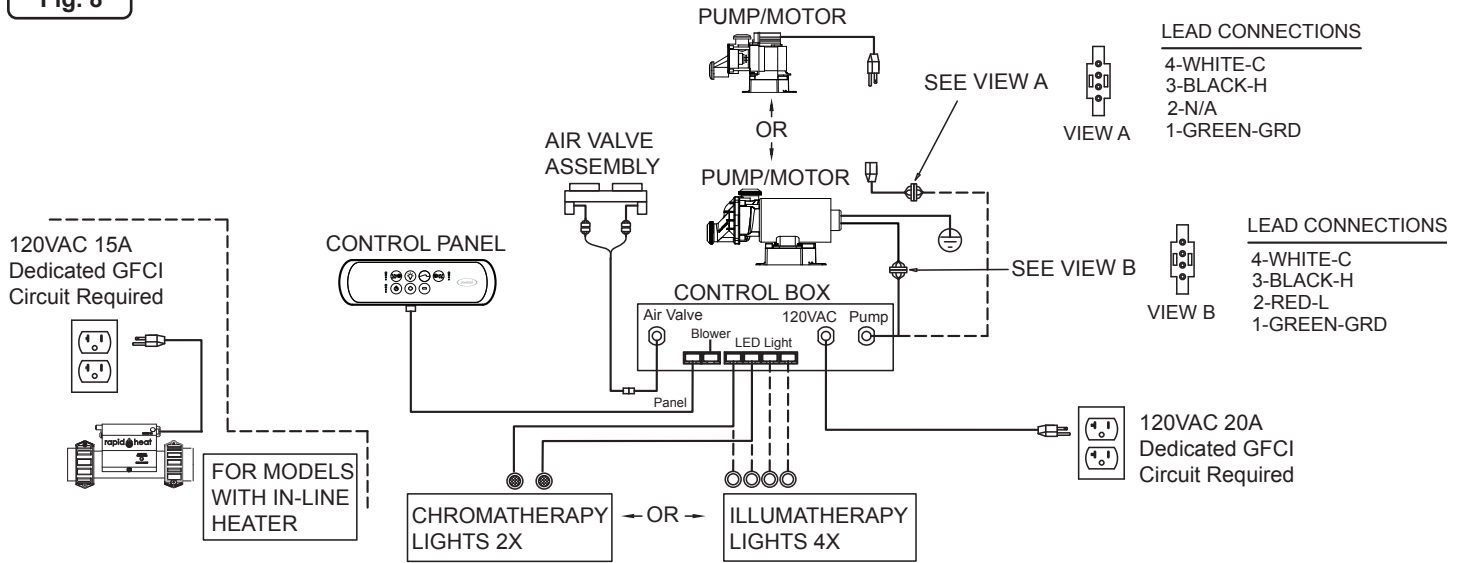 Fig. 8
PUMP/MOTOR
OR
PUMP/MOTOR
SEE VIEW A
VIEW A
LEAD CONNECTIONS
4-WHITE-C
3-BLACK-H
2-N/A
1-GREEN-GRD
AIR VALVE
ASSEMBLY
SEE VIEW B
VIEW B
LEAD CONNECTIONS
4-WHITE-C
3-BLACK-H
2-RED-L
1-GREEN-GRD
120VAC 15A
Dedicated GFCI
Circuit Required
CONTROL PANEL
CONTROL BOX
Air Valve
Blower
LED Light
120VAC
Pump
Panel
rapid heat
FOR MODELS
WITH IN-LINE
HEATER
CHROMATHERAPY
LIGHTS 2X
OR
ILLUMATHERAPY
LIGHTS 4X
120VAC 20A
Dedicated GFCI
Circuit Required